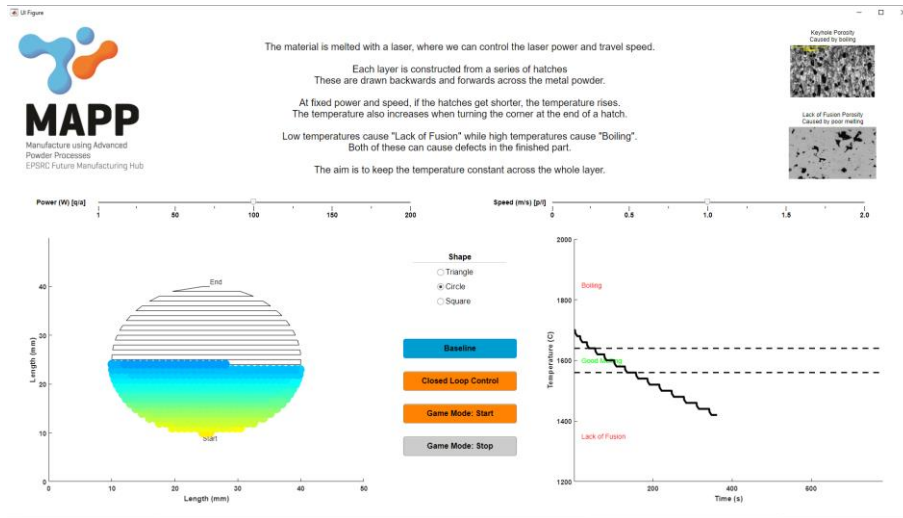 UI Figure
MAPP
Manufacture using Advanced
Powder Processes
EPSRC Future Manufacturing Hub
The material is melted with a laser, where we can control the laser power and travel speed.
Each layer is constructed from a series of hatches
These are drawn backwards and forwards across the metal powder.
At fixed power and speed, if the hatches get shorter, the temperature rises.
The temperature also increases when turning the corner at the end of a hatch.
Low temperatures cause "Lack of Fusion" while high temperatures cause "Boiling".
Both of these can cause defects in the finished part.
The aim is to keep the temperature constant across the whole layer.
Keyhole Porosity
Caused by boiling
Lack of Fusion Porosity
Caused by poor melting
Power (W) [q/a]
1 50 100 150 200
Speed (m/s) [p/l]
0 0.5 1.0 1.5 2.0
Length (mm)
40
30
20
10
0
End
Start
0 10 20 30 40 50
Length (mm)
Shape
Triangle
Circle
Square
Baseline
Closed Loop Control
Game Mode: Start
Game Mode: Stop
Temperature (C)
2000
1800
1600
1400
1200
Boiling
Lack of Fusion
200 400 600
Time (s)